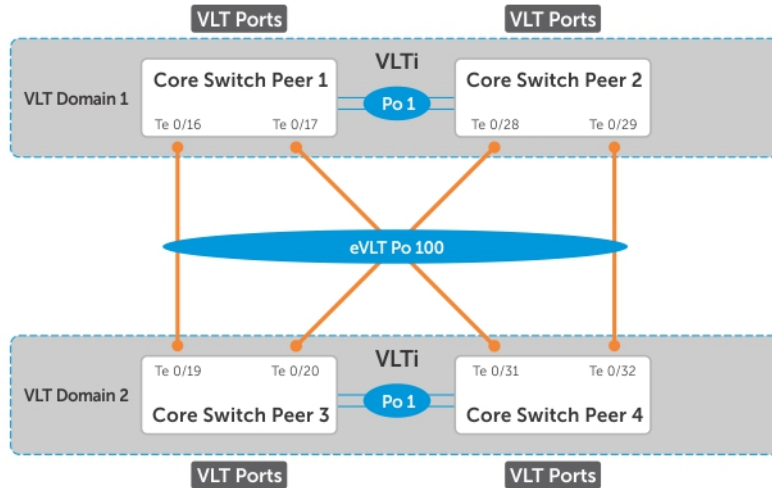 VLT Ports
VLT Ports
VLTi
Core Switch Peer 1
Core Switch Peer 2
VLT Domain 1
Po 1
Te 0/16
Te 0/17
Te 0/28
Te 0/29
eVLT Po 100
VLTi
Te 0/19
Te 0/20
Te 0/31
Te 0/32
VLT Domain 2
Po 1
Core Switch Peer 3
Core Switch Peer 4
VLT Ports
VLT Ports